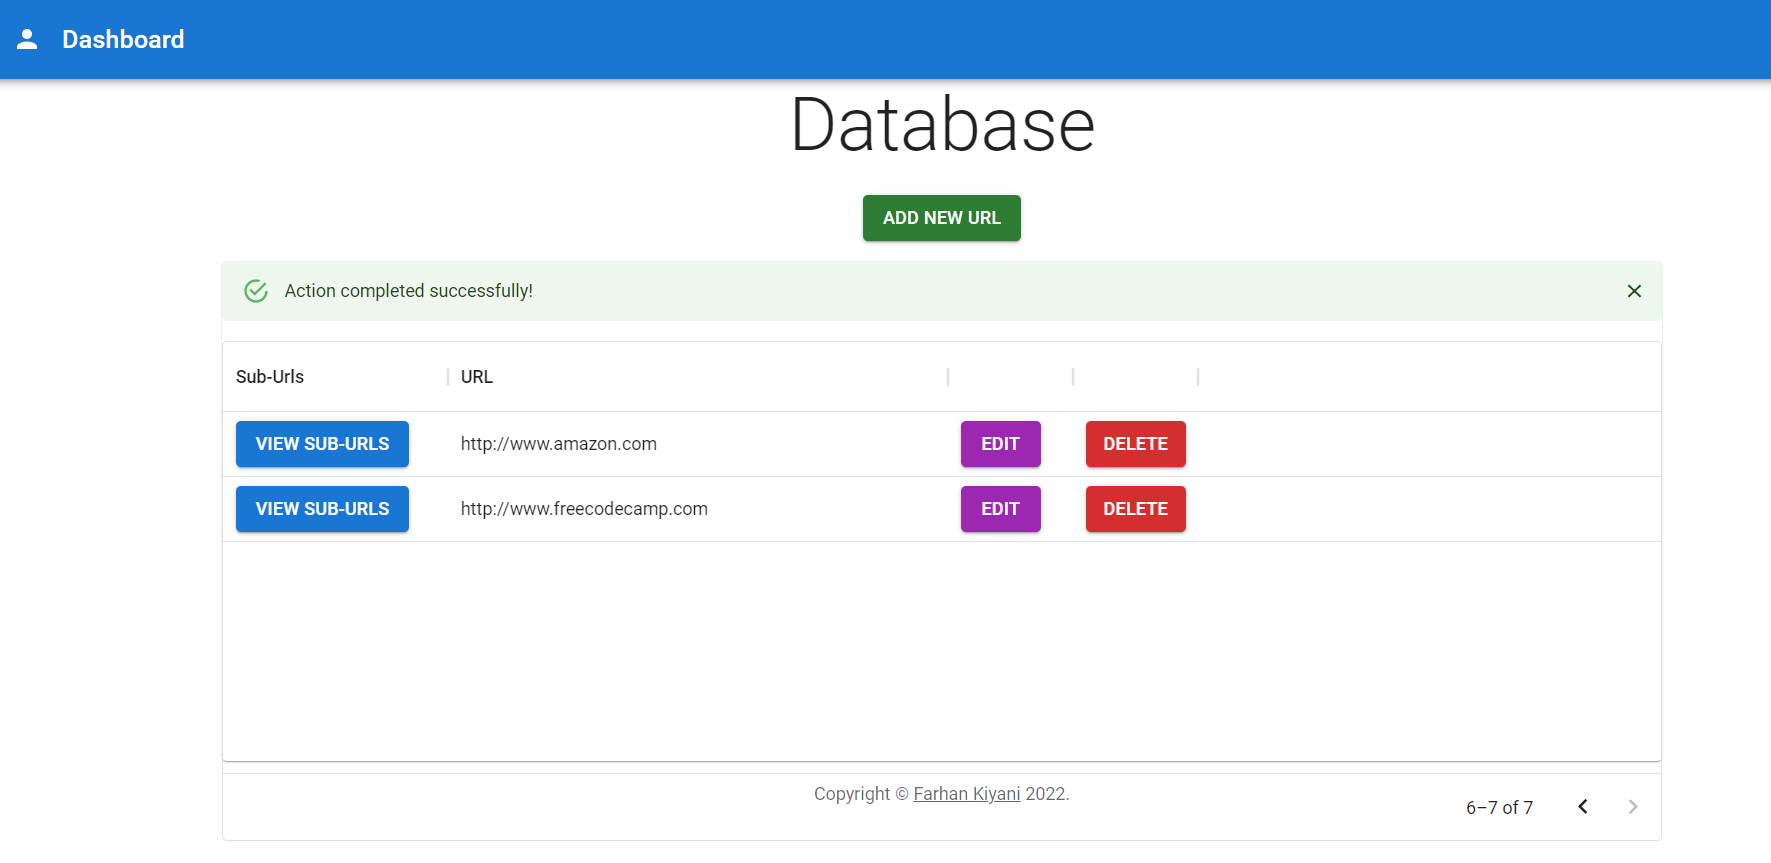 Dashboard
Database
ADD NEW URL
Action completed successfully!
Sub-Urls URL
VIEW SUB-URLS http://www.amazon.com EDIT DELETE
VIEW SUB-URLS http://www.freecodecamp.com EDIT DELETE
Copyright © Farhan Kiyani 2022.
6–7 of 7